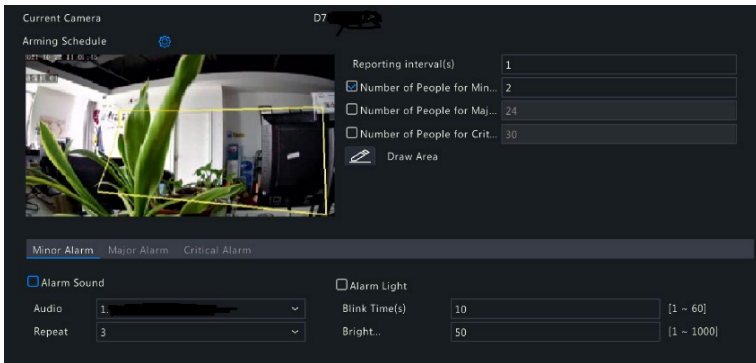 Current Camera D7
Arming Schedule
Reporting interval(s) 1
Number of People for Min... 2
Number of People for Maj... 24
Number of People for Crit... 30
Draw Area
Minor Alarm Major Alarm Critical Alarm
Alarm Sound Alarm Light
Audio 1. Blink Time(s) 10 [1 ~ 60]
Repeat 3 Bright... 50 [1 ~ 1000]